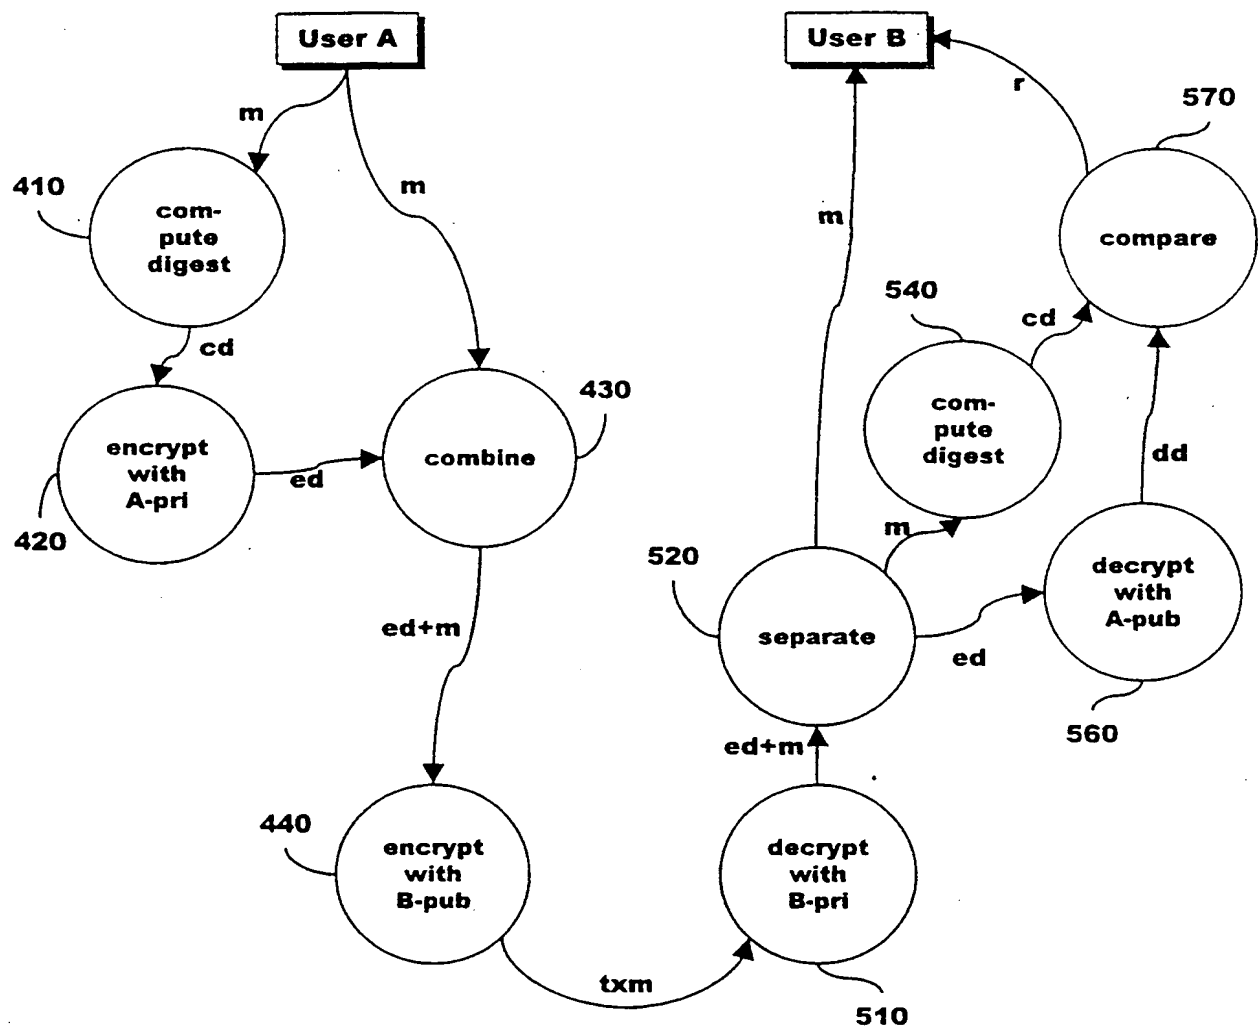 User A
User B
m
r
570
410
com-
pute
digest
m
m
compare
540
cd
cd
430
encrypt
with
A-pri
ed
combine
com-
pute
digest
dd
420
m
520
decrypt
with
A-pub
ed+m
separate
ed
560
ed+m
440
encrypt
with
B-pub
decrypt
with
B-pri
txm
510